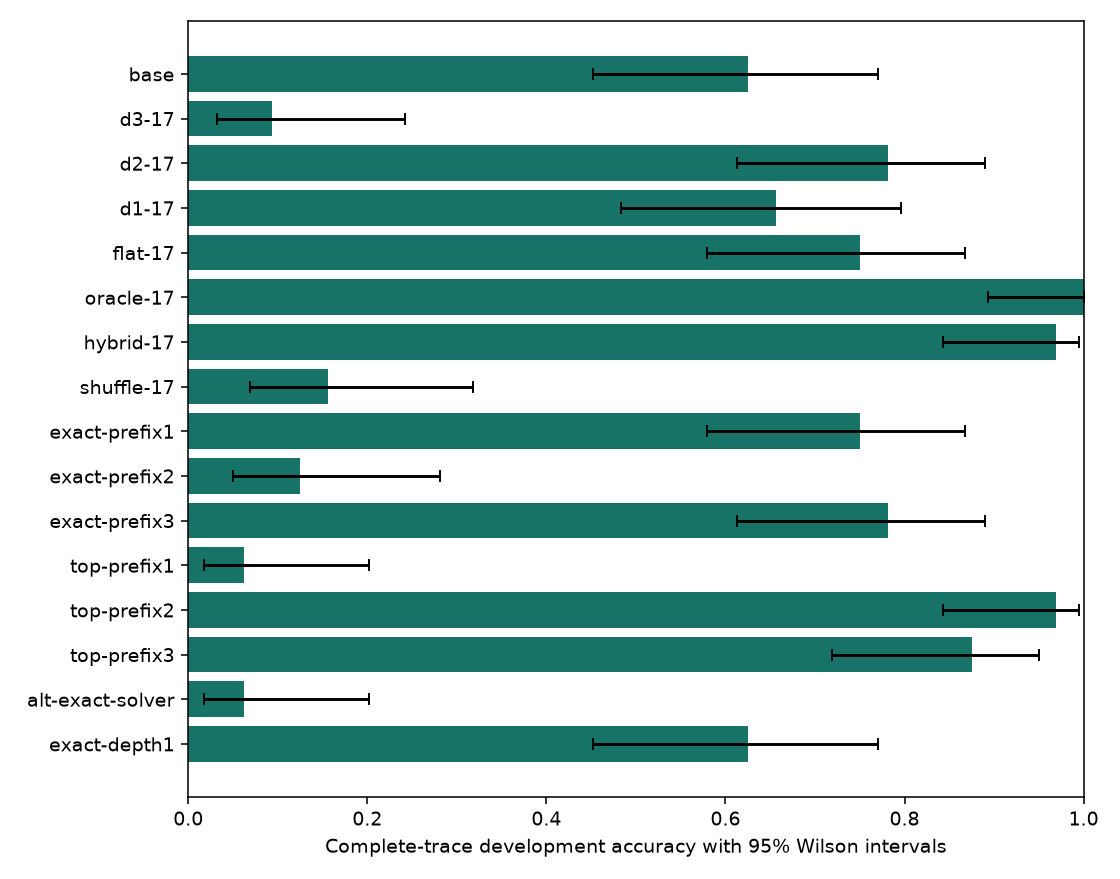 base
d3-17
d2-17
d1-17
flat-17
oracle-17
hybrid-17
shuffle-17
exact-prefix1
exact-prefix2
exact-prefix3
top-prefix1
top-prefix2
top-prefix3
alt-exact-solver
exact-depth1
0.0 0.2 0.4 0.6 0.8 1.0
Complete-trace development accuracy with 95% Wilson intervals